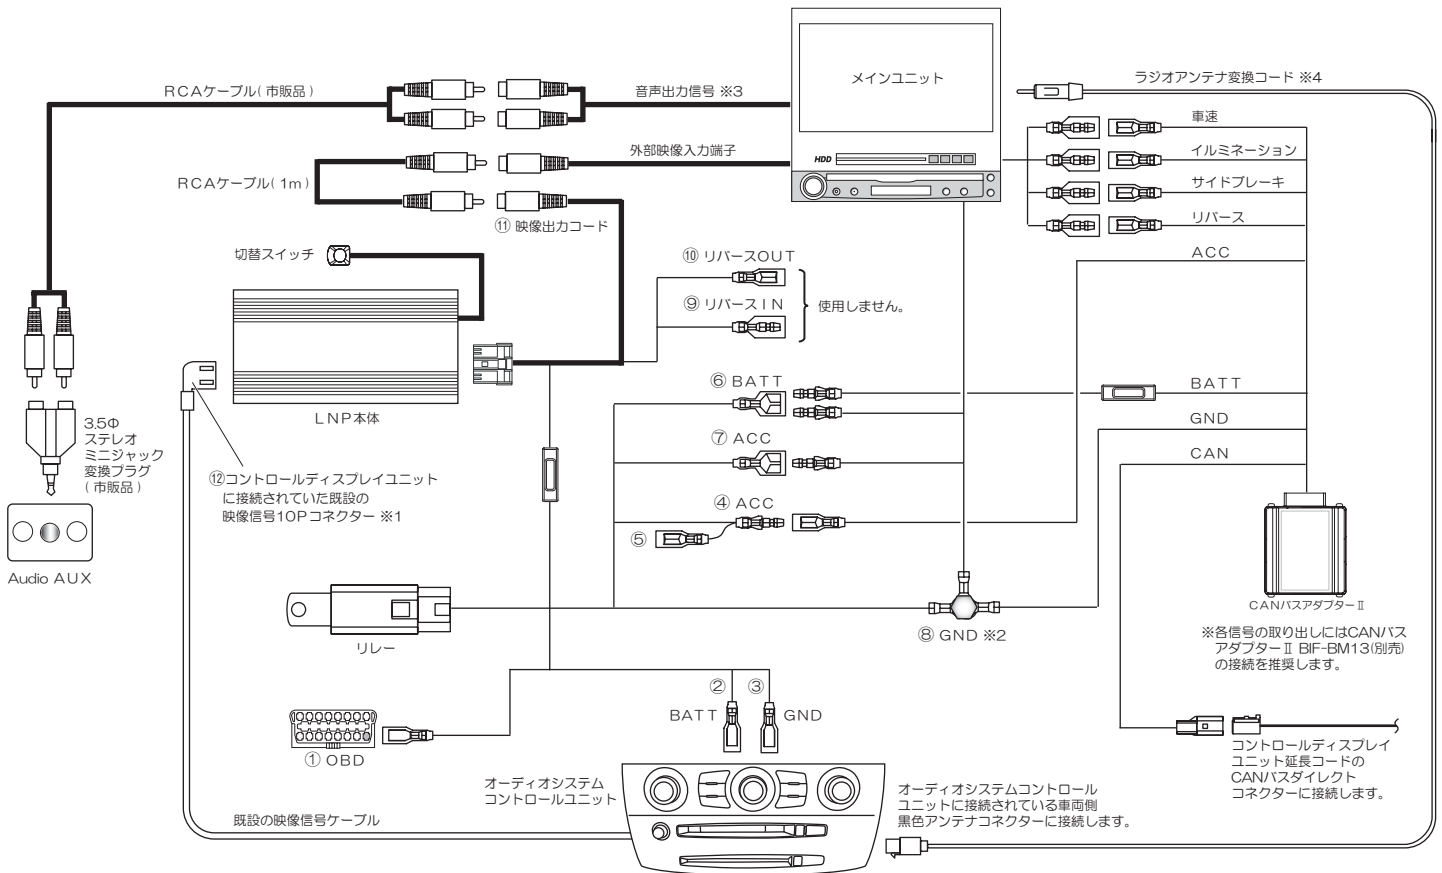 メインユニット
HDD
RCAケーブル(市販品)
音声出力信号 ※3
外部映像入力端子
RCAケーブル(1m)
⑪ 映像出力コード
切替スイッチ
LNP本体
⑩ リバースOUT
⑨ リバースIN
使用しません。
ラジオアンテナ変換コード ※4
車速
イルミネーション
サイドブレーキ
リバース
ACC
⑥ BATT
⑦ ACC
④ ACC
⑤
BATT
GND
CAN
3.5Φ
ステレオ
ミニジャック
変換プラグ
(市販品)
Audio AUX
⑫コントロールディスプレイユニット
に接続されていた既設の
映像信号10Pコネクター ※1
リレー
⑧ GND ※2
CANバスアダプターⅡ
※各信号の取り出しにはCANバス
アダプターⅡ BIF-BM13(別売)
の接続を推奨します。
① OBD
②
BATT
③
GND
オーディオシステム
コントロールユニット
既設の映像信号ケーブル
オーディオシステムコントロール
ユニットに接続されている車両側
黒色アンテナコネクターに接続します。
コントロールディスプレイ
ユニット延長コードの
CANバスダイレクト
コネクターに接続します。